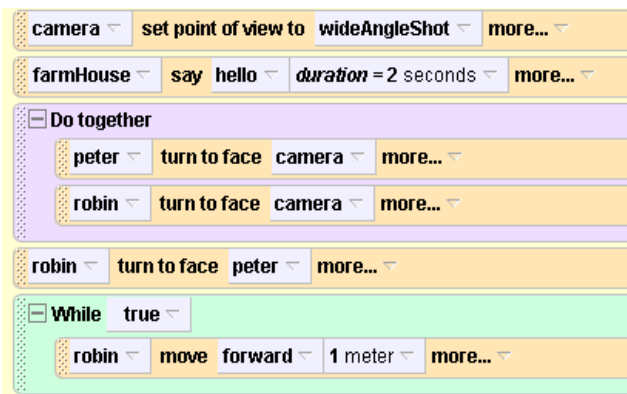 camera set point of view to wideAngleShot more...
farmHouse say hello duration = 2 seconds more...
Do together
peter turn to face camera more...
robin turn to face camera more...
robin turn to face peter more...
While true
robin move forward 1 meter more...